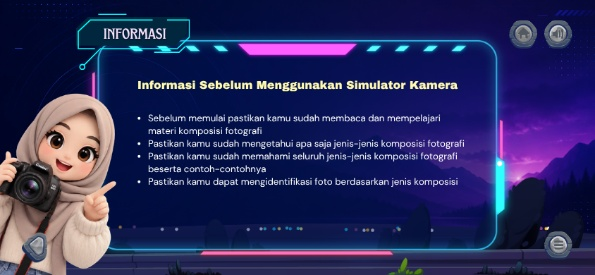 INFORMASI
Informasi Sebelum Menggunakan Simulator Kamera
• Sebelum memulai pastikan kamu sudah membaca dan mempelajari
materi komposisi fotografi
• Pastikan kamu sudah mengetahui apa saja jenis-jenis komposisi fotografi
• Pastikan kamu sudah memahami seluruh jenis-jenis komposisi fotografi
beserta contoh-contohnya
• Pastikan kamu dapat mengidentifikasi foto berdasarkan jenis komposisi